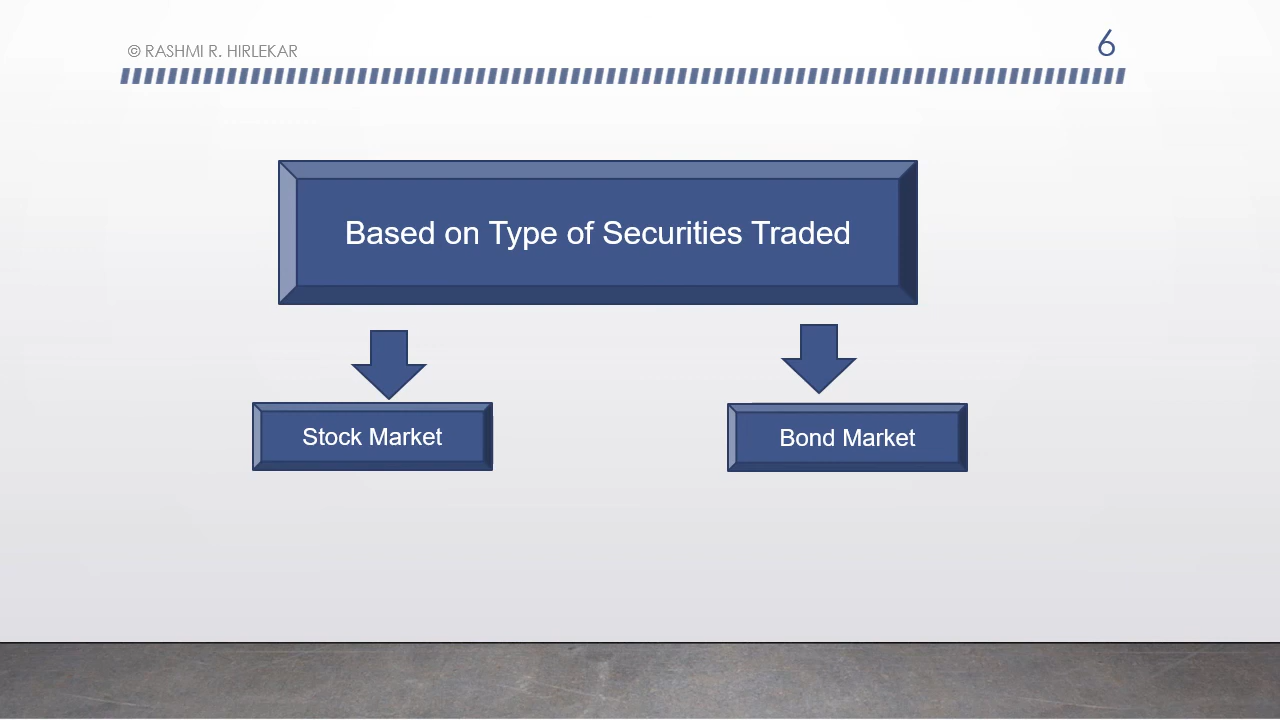 © RASHMI R. HIRLEKAR
6
Based on Type of Securities Traded
Stock Market
Bond Market